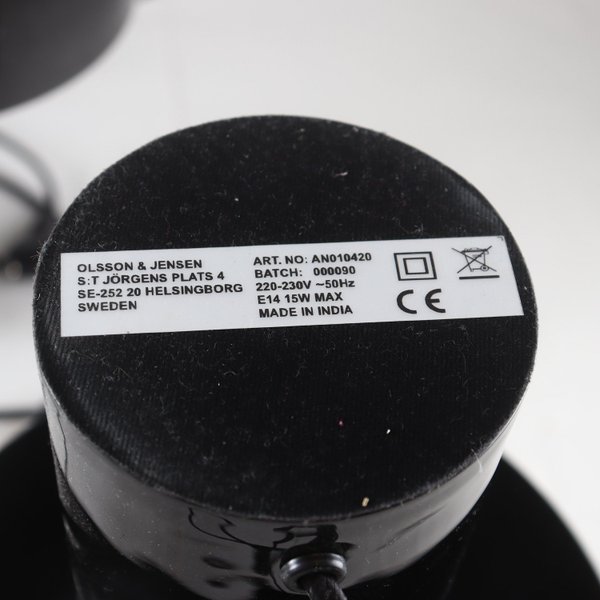 OLSSON & JENSEN
S:T JÖRGENS PLATS 4
SE-252 20 HELSINGBORG
SWEDEN
ART. NO: AN010420
BATCH: 000090
220-230V ~50Hz
E14 15W MAX
MADE IN INDIA
CE